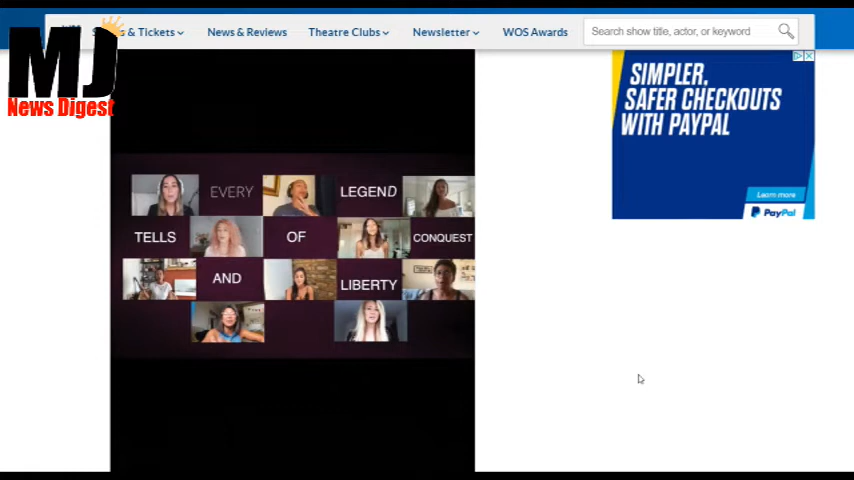 MJ
News Digest
& Tickets
News & Reviews
Theatre Clubs
Newsletter
WOS Awards
Search show title, actor, or keyword
SIMPLER.
SAFER CHECKOUTS
WITH PAYPAL
Learn more
PayPal
EVERY
LEGEND
TELLS
OF
CONQUEST
AND
LIBERTY